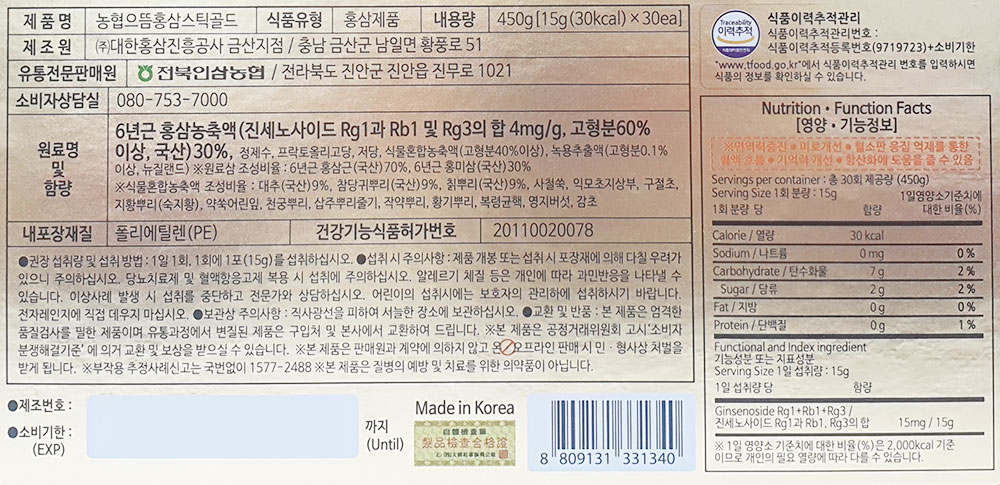 제 품 명 농협으뜸홍삼스틱골드 식품유형 홍삼제품 내용량 450g[15g(30kcal)×30ea]
제 조 원 ㈜대한홍삼진흥공사 금산지점 / 충남 금산군 남일면 황풍로 51
유통전문판매원 전북인삼농협 / 전라북도 진안군 진안읍 진무로 1021
소비자상담실 080-753-7000
원료명 및 함량
6년근 홍삼농축액(진세노사이드 Rg1과 Rb1 및 Rg3의 합 4mg/g, 고형분60%
이상, 국산)30%, 정제수, 프락토올리고당, 저당, 식물혼합농축액(고형분40%이상), 녹용추출액(고형분0.1%
이상, 뉴질랜드) ※원료삼 조성비율 : 6년근 홍삼근(국산)70%, 6년근 홍미삼(국산)30%
※식물혼합농축액 조성비율 : 대추(국산)9%, 참당귀뿌리(국산)9%, 칡뿌리(국산)9%, 사철쑥, 익모초지상부, 구절초,
지황뿌리(숙지황), 약쑥어린잎, 천궁뿌리, 삽주뿌리줄기, 작약뿌리, 황기뿌리, 복령균핵, 영지버섯, 감초
내포장재질 폴리에틸렌(PE) 건강기능식품허가번호 20110020078
●권장 섭취량 및 섭취 방법 : 1일 1회, 1회에 1포(15g)를 섭취하십시오. ●섭취 시 주의사항 : 제품 개봉 또는 섭취 시 포장재에 의해 다칠 우려가
있으니 주의하십시오. 당뇨치료제 및 혈액항응고제 복용 시 섭취에 주의하십시오. 알레르기 체질 등은 개인에 따라 과민반응을 나타낼 수
있습니다. 이상사례 발생 시 섭취를 중단하고 전문가와 상담하십시오. 어린이의 섭취시에는 보호자의 관리하에 섭취하시기 바랍니다.
전자레인지에 직접 데우지 마십시오. ●보관상 주의사항 : 직사광선을 피하여 서늘한 장소에 보관하십시오. ●교환 및 반품 : 본 제품은 엄격한
품질검사를 필한 제품이며 유통과정에서 변질된 제품은 구입처 및 본사에서 교환하여 드립니다. ※본 제품은 공정거래위원회 고시'소비자
분쟁해결기준' 에 의거 교환 및 보상을 받으실 수 있습니다. ※본 제품은 판매원과 계약에 의하지 않고 온 오프라인 판매 시 민 · 형사상 처벌을
받게 됩니다. ※부작용 추정사례신고는 국번없이 1577-2488 ※본 제품은 질병의 예방 및 치료를 위한 의약품이 아닙니다.
●제조번호 :
●소비기한 :
(EXP)
까지
(Until)
Made in Korea
製品檢查合格證
8 809131 331340
Traceability
이력추적
식품이력추적관리
식품이력추적관리번호 :
식품이력추적등록번호(9719723)+소비기한
"www.tfood.go.kr"에서 식품이력추적관리 번호를 입력하시면
식품의 정보를 확인하실 수 있습니다.
Nutrition • Function Facts
[영양 · 기능정보]
※면역력증진 ● 피로개선 ● 혈소판 응집 억제를 통한
혈액 흐름 ● 기억력 개선 ● 항산화에 도움을 줄 수 있음
Servings per container : 총 30회 제공량 (450g)
Serving Size 1회 분량 : 15g 1일영양소기준치에
1회 분량 당 함량 대한 비율(%)
Calorie / 열량 30 kcal
Sodium / 나트륨 0 mg 0 %
Carbohydrate / 탄수화물 7 g 2 %
Sugar / 당류 2 g 2 %
Fat / 지방 0 g 0 %
Protein / 단백질 0 g 1 %
Functional and Index ingredient
기능성분 또는 지표성분
Serving Size 1일 섭취량 : 15g
1일 섭취량 당 함량
Ginsenoside Rg1+Rb1+Rg3 /
진세노사이드 Rg1과 Rb1, Rg3의 합 15mg / 15g
※ 1일 영양소 기준치에 대한 비율(%)은 2,000kcal 기준
이므로 개인의 필요 열량에 따라 다를 수 있습니다.